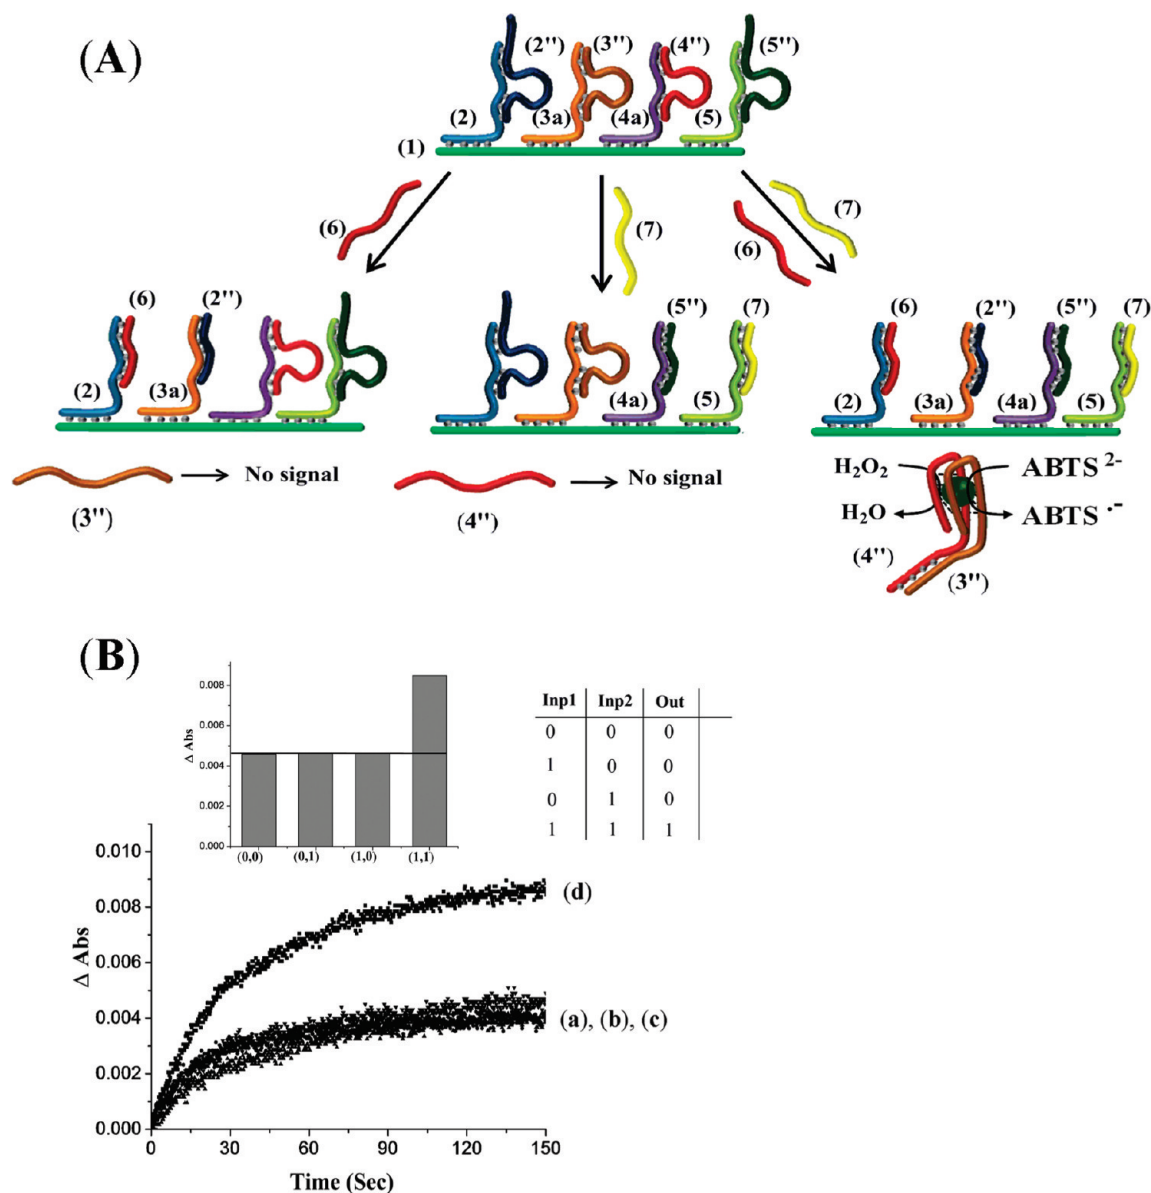 (A)
(2'') (3'') (4'') (5'')
(2) (3a) (4a) (5)
(1)
(6) (7) (6) (7)
(6) (2'')
(2) (3a)
(5'') (7)
(4a) (5)
(6) (2'') (5'') (7)
(2) (3a) (4a) (5)
No signal
(3'')
No signal
(4'')
H₂O₂ ABTS²⁻
H₂O ABTS·⁻
(4'') (3'')
(B)
Δ Abs
0.008
0.006
0.004
0.002
0.000
(0,0) (0,1) (1,0) (1,1)
Inp1 Inp2 Out
0 0 0
1 0 0
0 1 0
1 1 1
Δ Abs
0.010
0.008
0.006
0.004
0.002
0.000
(d)
(a), (b), (c)
0 30 60 90 120 150
Time (Sec)